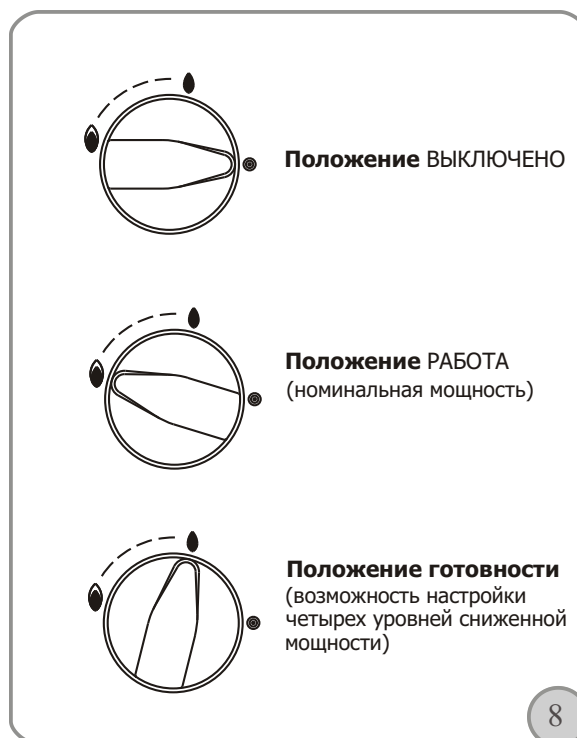 Положение ВЫКЛЮЧЕНО
Положение РАБОТА
(номинальная мощность)
Положение готовности
(возможность настройки
четырех уровней сниженной
мощности)
8